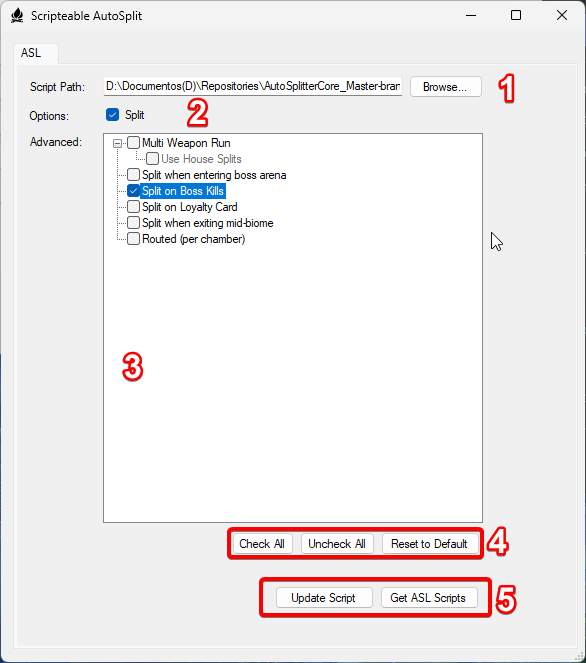 Scripteable AutoSplit
ASL
Script Path: D:\Documentos(D)\Repositories\AutoSplitterCore_Master-bran Browse... 1
Options: Split 2
Advanced:
Multi Weapon Run
Use House Splits
Split when entering boss arena
Split on Boss Kills
Split on Loyalty Card
Split when exiting mid-biome
Routed (per chamber)
3
Check All Uncheck All Reset to Default 4
Update Script Get ASL Scripts 5